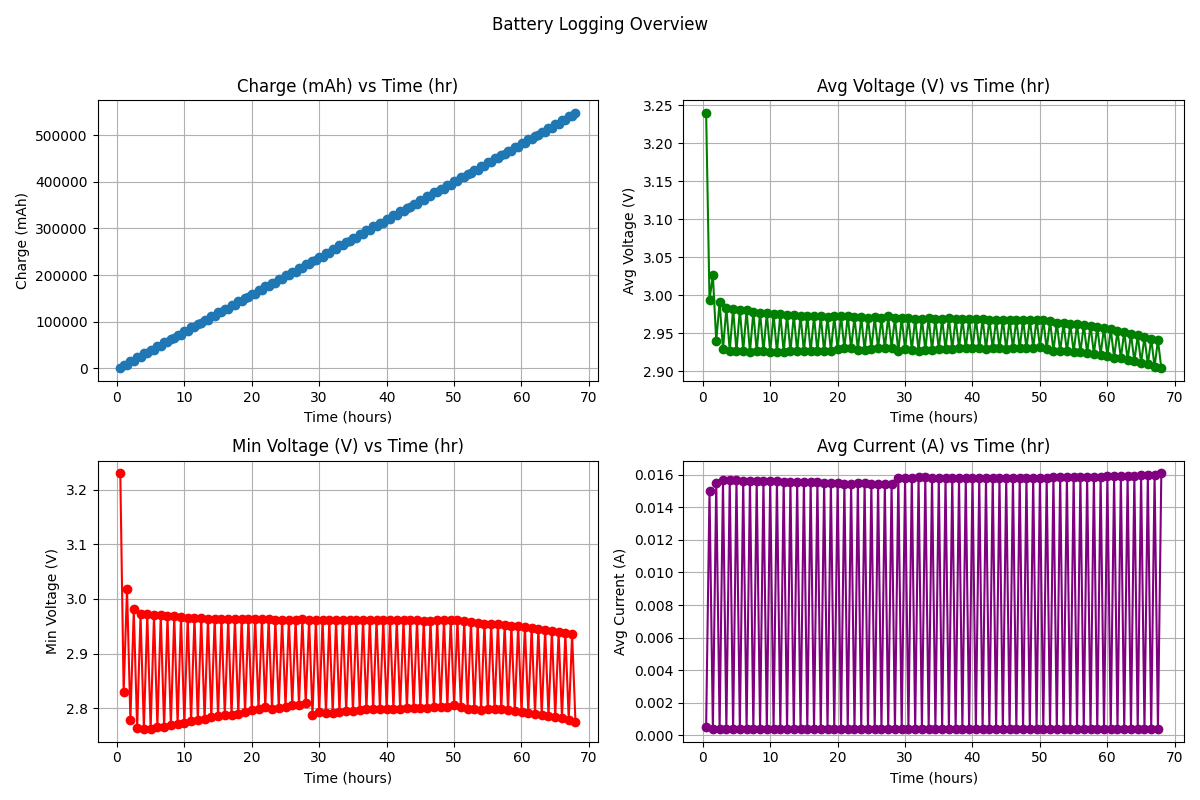 Battery Logging Overview
Charge (mAh) vs Time (hr)
Charge (mAh)
500000
400000
300000
200000
100000
0
0 10 20 30 40 50 60 70
Time (hours)
Avg Voltage (V) vs Time (hr)
Avg Voltage (V)
3.25
3.20
3.15
3.10
3.05
3.00
2.95
2.90
0 10 20 30 40 50 60 70
Time (hours)
Min Voltage (V) vs Time (hr)
Min Voltage (V)
3.2
3.1
3.0
2.9
2.8
0 10 20 30 40 50 60 70
Time (hours)
Avg Current (A) vs Time (hr)
Avg Current (A)
0.016
0.014
0.012
0.010
0.008
0.006
0.004
0.002
0.000
0 10 20 30 40 50 60 70
Time (hours)